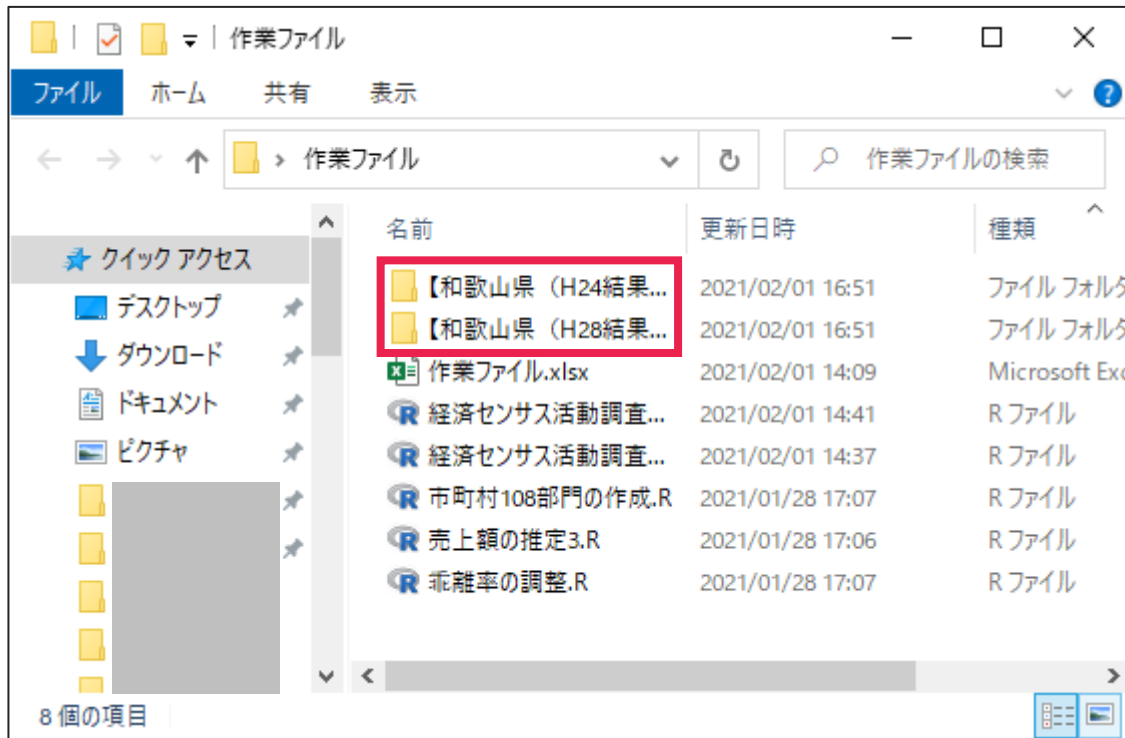 作業ファイル
ファイル ホーム 共有 表示
作業ファイル 作業ファイルの検索
名前 更新日時 種類
クイック アクセス
デスクトップ
ダウンロード
ドキュメント
ピクチャ
【和歌山県（H24結果... 2021/02/01 16:51 ファイル フォルダ
【和歌山県（H28結果... 2021/02/01 16:51 ファイル フォルダ
作業ファイル.xlsx 2021/02/01 14:09 Microsoft Exc
経済センサス活動調査... 2021/02/01 14:41 R ファイル
経済センサス活動調査... 2021/02/01 14:37 R ファイル
市町村108部門の作成.R 2021/01/28 17:07 R ファイル
売上額の推定3.R 2021/01/28 17:06 R ファイル
乖離率の調整.R 2021/01/28 17:07 R ファイル
8 個の項目